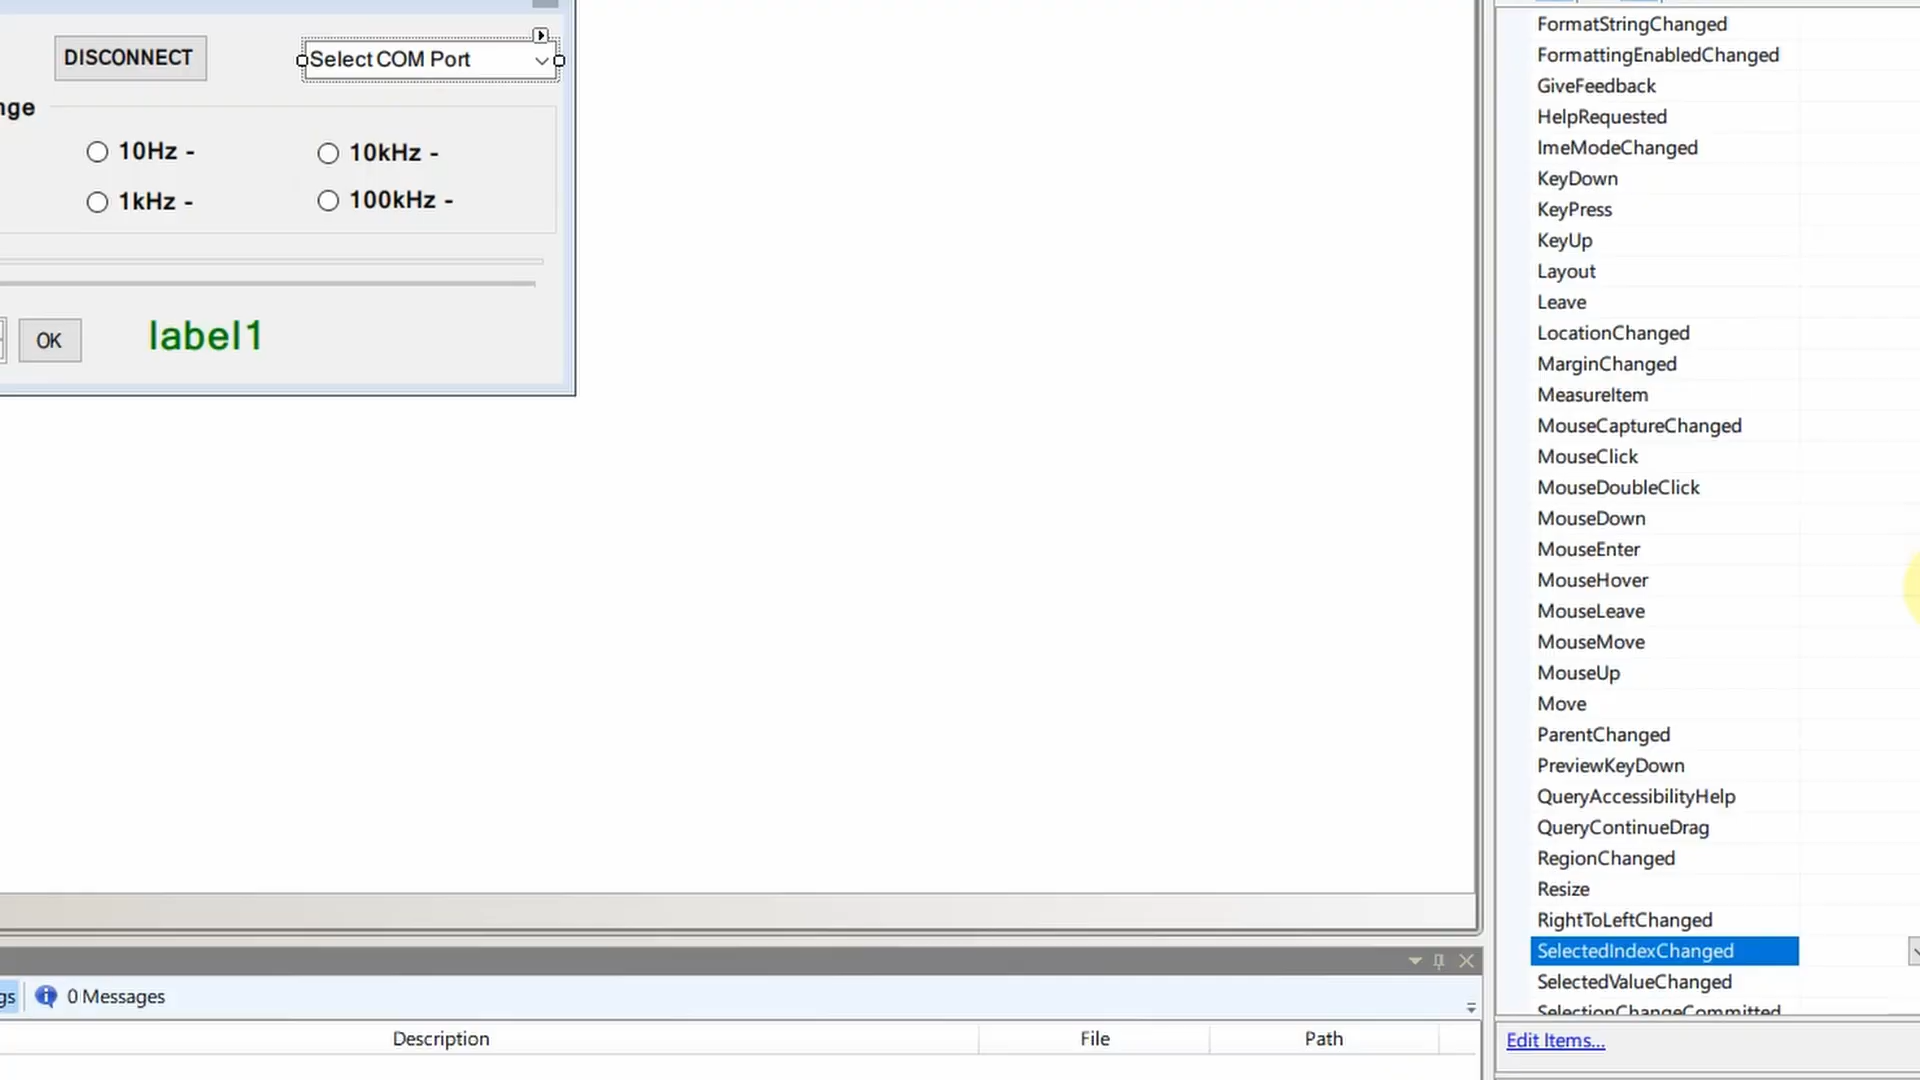 DISCONNECT
Select COM Port
nge
10Hz -
10kHz -
1kHz -
100kHz -
OK
label1
FormatStringChanged
FormattingEnabledChanged
GiveFeedback
HelpRequested
ImeModeChanged
KeyDown
KeyPress
KeyUp
Layout
Leave
LocationChanged
MarginChanged
MeasureItem
MouseCaptureChanged
MouseClick
MouseDoubleClick
MouseDown
MouseEnter
MouseHover
MouseLeave
MouseMove
MouseUp
Move
ParentChanged
PreviewKeyDown
QueryAccessibilityHelp
QueryContinueDrag
RegionChanged
Resize
RightToLeftChanged
SelectedIndexChanged
SelectedValueChanged
SelectionChangeCommitted
Edit Items...
gs
0 Messages
Description File Path